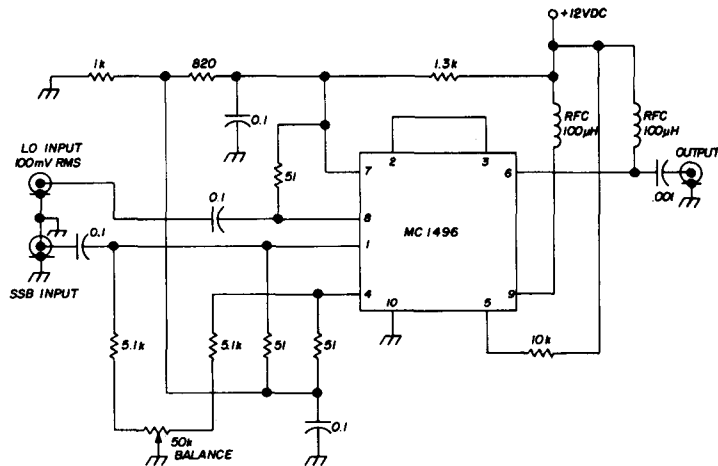 +12VDC
1k
820
1.3k
0.1
RFC
100μH
RFC
100μH
LO INPUT
100mV RMS
51
2
3
7
6
OUTPUT
0.1
8
.001
0.1
1
MC1496
SSB INPUT
4
10
5
9
5.1k
5.1k
51
51
10k
0.1
50k
BALANCE